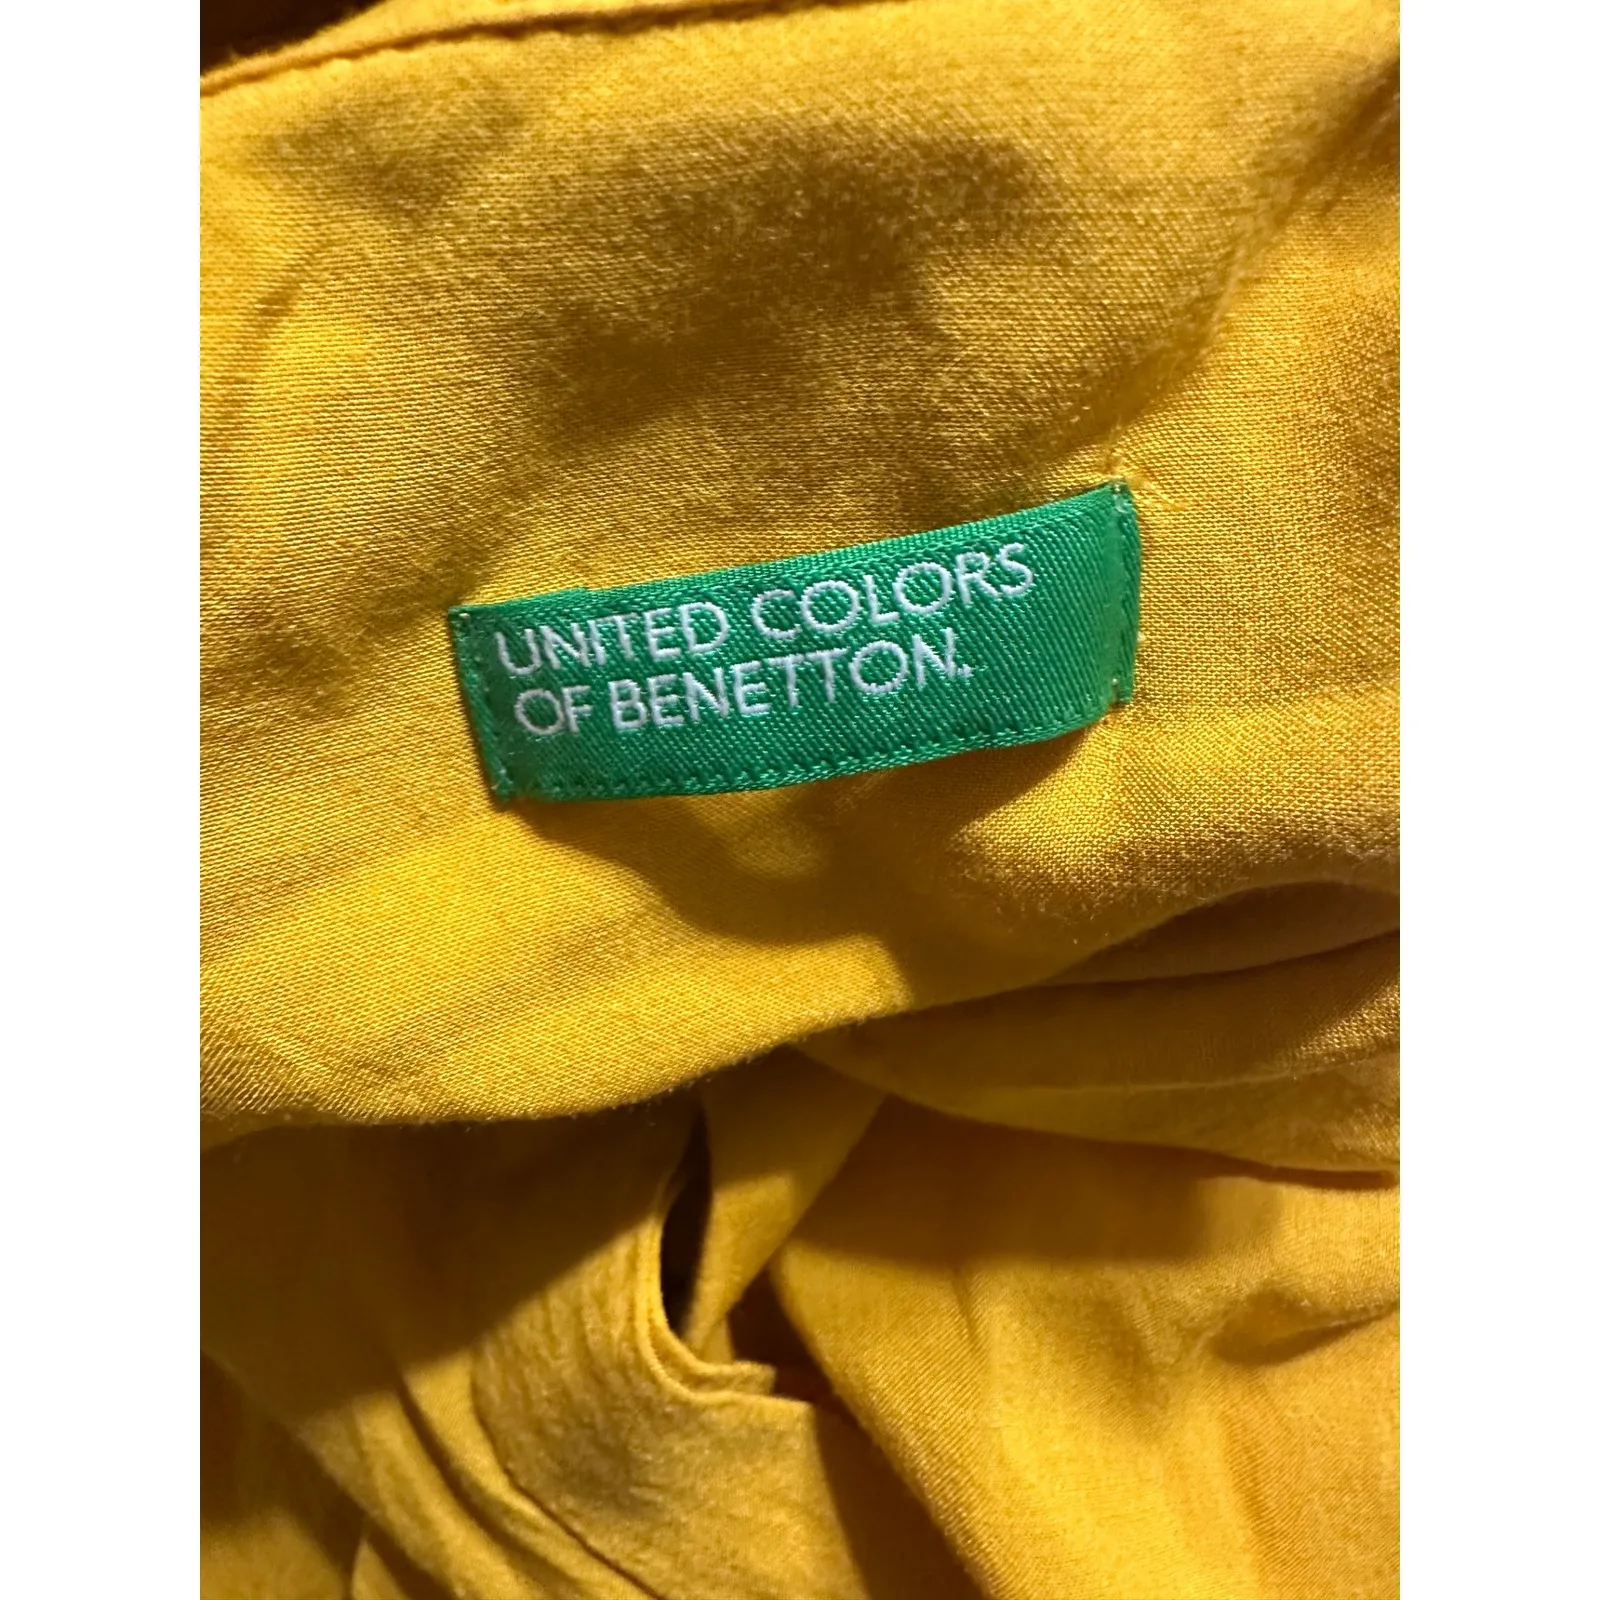 UNITED COLORS
OF BENETTON.